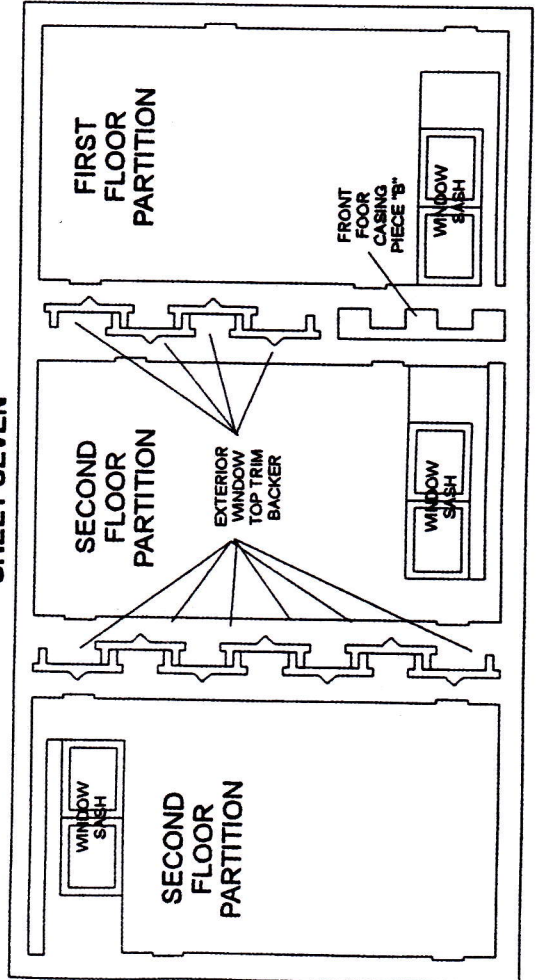 SHEET SEVEN
WINDOW
SASH
SECOND
FLOOR
PARTITION
SECOND
FLOOR
PARTITION
EXTERIOR
WINDOW
TOP TRIM
BACKER
WINDOW
SASH
FIRST
FLOOR
PARTITION
FRONT
FOOR
CASING
PIECE "B"
WINDOW
SASH